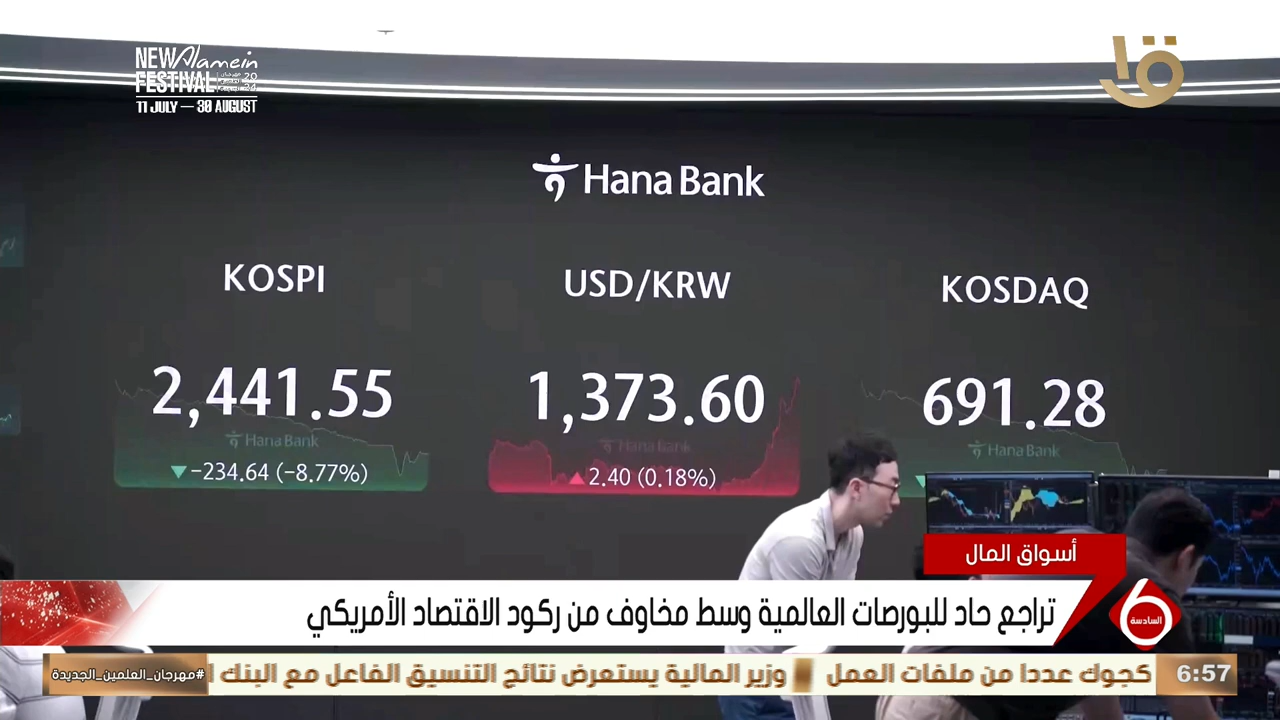 NEW Alamein
FESTIVAL
11 JULY — 30 AUGUST
Hana Bank
KOSPI
USD/KRW
KOSDAQ
2,441.55
1,373.60
691.28
Hana Bank
Hana Bank
Hana Bank
▼-234.64 (-8.77%)
▲2.40 (0.18%)
أسواق المال
تراجع حاد للبورصات العالمية وسط مخاوف من ركود الاقتصاد الأمريكي
السادسة
6:57
كجوك عددا من ملفات العمل
وزير المالية يستعرض نتائج التنسيق الفاعل مع البنك
#مهرجان_العلمين_الجديدة